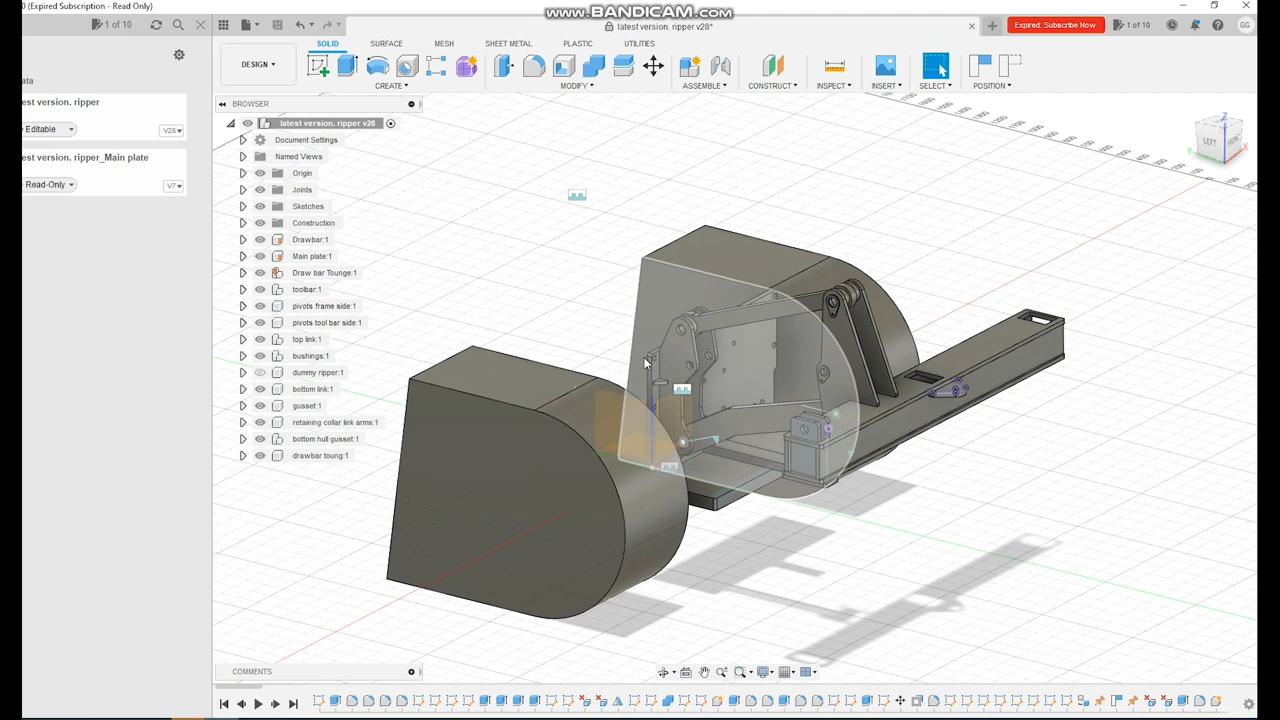 0 (Expired Subscription - Read Only)
www.BANDICAM.com
1 of 10
latest version. ripper v28*
Expired: Subscribe Now
1 of 10
GG
ata
test version. ripper
Editable
V28
test version. ripper_Main plate
Read-Only
V7
DESIGN
SOLID
SURFACE
MESH
SHEET METAL
PLASTIC
UTILITIES
CREATE
MODIFY
ASSEMBLE
CONSTRUCT
INSPECT
INSERT
SELECT
POSITION
BROWSER
latest version. ripper v28
Document Settings
Named Views
Origin
Joints
Sketches
Construction
Drawbar:1
Main plate:1
Draw bar Tounge:1
toolbar:1
pivots frame side:1
pivots tool bar side:1
top link:1
bushings:1
dummy ripper:1
bottom link:1
gusset:1
retaining collar link arms:1
bottom hull gusset:1
drawbar toung:1
Z
LEFT
X
Y
COMMENTS